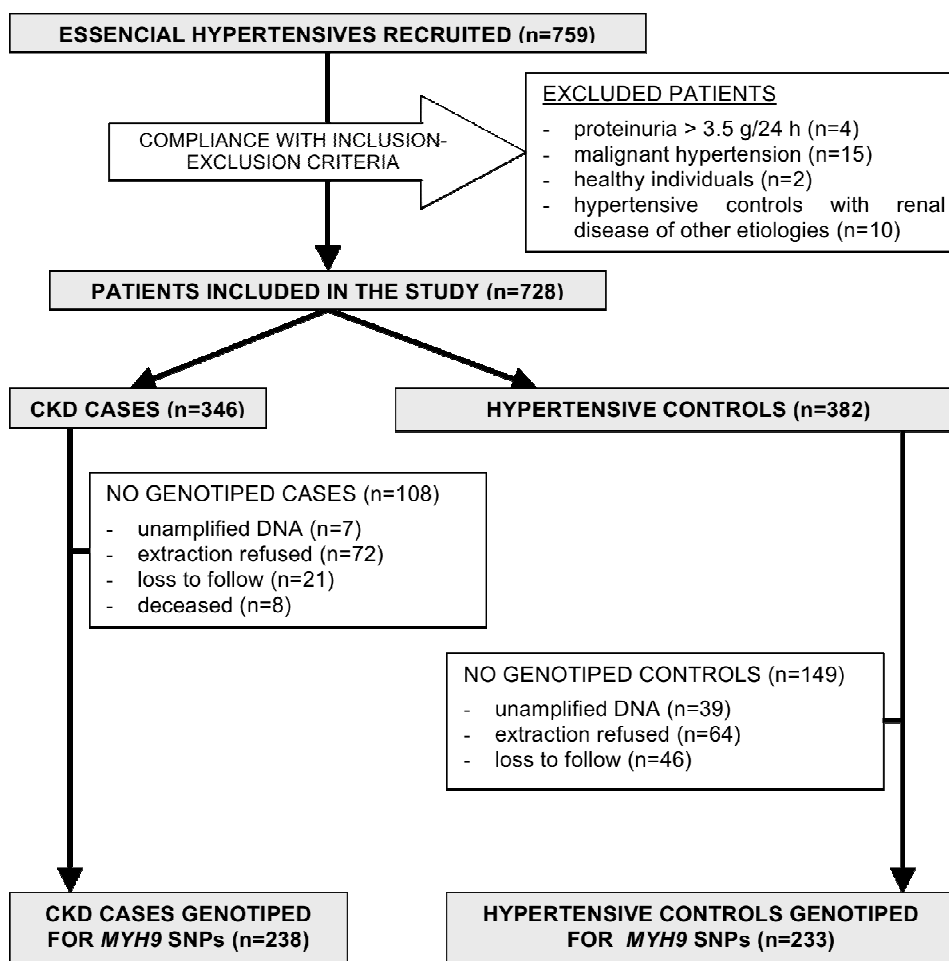 ESSENCIAL HYPERTENSIVES RECRUITED (n=759)
EXCLUDED PATIENTS
- proteinuria > 3.5 g/24 h (n=4)
- malignant hypertension (n=15)
- healthy individuals (n=2)
- hypertensive controls with renal
disease of other etiologies (n=10)
COMPLIANCE WITH INCLUSION-
EXCLUSION CRITERIA
PATIENTS INCLUDED IN THE STUDY (n=728)
CKD CASES (n=346)
HYPERTENSIVE CONTROLS (n=382)
NO GENOTIPED CASES (n=108)
- unamplified DNA (n=7)
- extraction refused (n=72)
- loss to follow (n=21)
- deceased (n=8)
NO GENOTIPED CONTROLS (n=149)
- unamplified DNA (n=39)
- extraction refused (n=64)
- loss to follow (n=46)
CKD CASES GENOTIPED
FOR MYH9 SNPs (n=238)
HYPERTENSIVE CONTROLS GENOTIPED
FOR MYH9 SNPs (n=233)